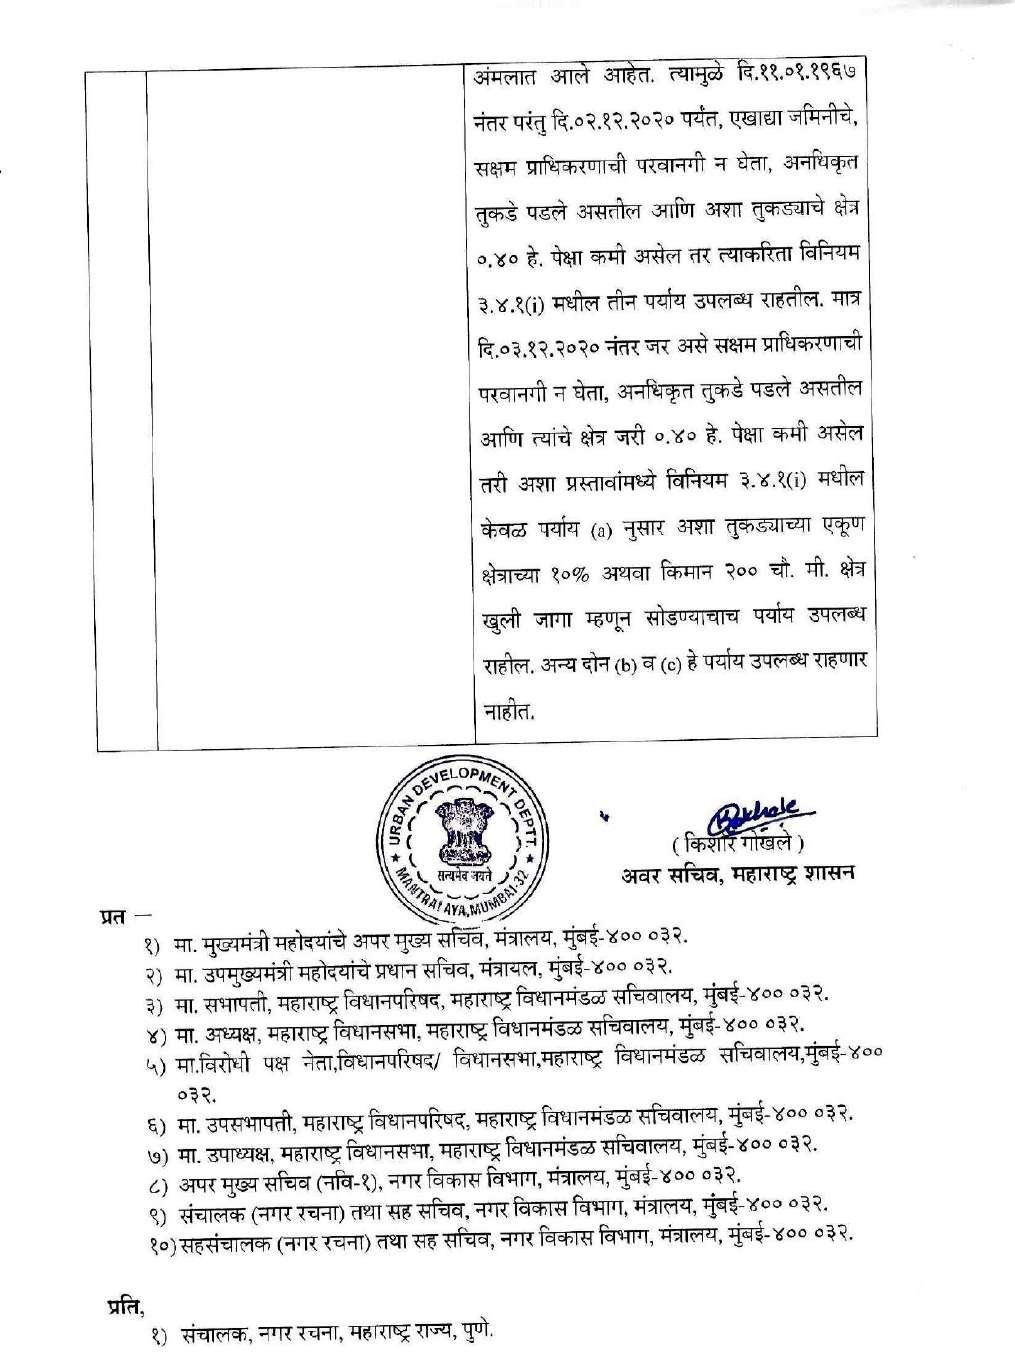 अंमलात आले आहेत. त्यामुळे दि.११.०१.१९६७
नंतर परंतु दि.०२.१२.२०२० पर्यंत, एखाद्या जमिनीचे,
सक्षम प्राधिकरणाची परवानगी न घेता, अनधिकृत
तुकडे पडले असतील आणि अशा तुकड्याचे क्षेत्र
०.४० हे. पेक्षा कमी असेल तर त्याकरिता विनियम
३.४.१(i) मधील तीन पर्याय उपलब्ध राहतील. मात्र
दि.०३.१२.२०२० नंतर जर असे सक्षम प्राधिकरणाची
परवानगी न घेता, अनधिकृत तुकडे पडले असतील
आणि त्यांचे क्षेत्र जरी ०.४० हे. पेक्षा कमी असेल
तरी अशा प्रस्तावांमध्ये विनियम ३.४.१(i) मधील
केवळ पर्याय (a) नुसार अशा तुकड्याच्या एकूण
क्षेत्राच्या १०% अथवा किमान २०० चौ. मी. क्षेत्र
खुली जागा म्हणून सोडण्याचाच पर्याय उपलब्ध
राहील. अन्य दोन (b) व (c) हे पर्याय उपलब्ध राहणार
नाहीत.
URBAN DEVELOPMENT DEPTT.
सत्यमेव जयते
MANTRALAYA, MUMBAI-32
( किशोर गोखले )
अवर सचिव, महाराष्ट्र शासन
प्रत –
१) मा. मुख्यमंत्री महोदयांचे अपर मुख्य सचिव, मंत्रालय, मुंबई-४०० ०३२.
२) मा. उपमुख्यमंत्री महोदयांचे प्रधान सचिव, मंत्रायल, मुंबई-४०० ०३२.
३) मा. सभापती, महाराष्ट्र विधानपरिषद, महाराष्ट्र विधानमंडळ सचिवालय, मुंबई-४०० ०३२.
४) मा. अध्यक्ष, महाराष्ट्र विधानसभा, महाराष्ट्र विधानमंडळ सचिवालय, मुंबई-४०० ०३२.
५) मा.विरोधी पक्ष नेता,विधानपरिषद/ विधानसभा,महाराष्ट्र विधानमंडळ सचिवालय,मुंबई-४००
०३२.
६) मा. उपसभापती, महाराष्ट्र विधानपरिषद, महाराष्ट्र विधानमंडळ सचिवालय, मुंबई-४०० ०३२.
७) मा. उपाध्यक्ष, महाराष्ट्र विधानसभा, महाराष्ट्र विधानमंडळ सचिवालय, मुंबई-४०० ०३२.
८) अपर मुख्य सचिव (नवि-१), नगर विकास विभाग, मंत्रालय, मुंबई-४०० ०३२.
९) संचालक (नगर रचना) तथा सह सचिव, नगर विकास विभाग, मंत्रालय, मुंबई-४०० ०३२.
१०) सहसंचालक (नगर रचना) तथा सह सचिव, नगर विकास विभाग, मंत्रालय, मुंबई-४०० ०३२.
प्रति,
१) संचालक, नगर रचना, महाराष्ट्र राज्य, पुणे.